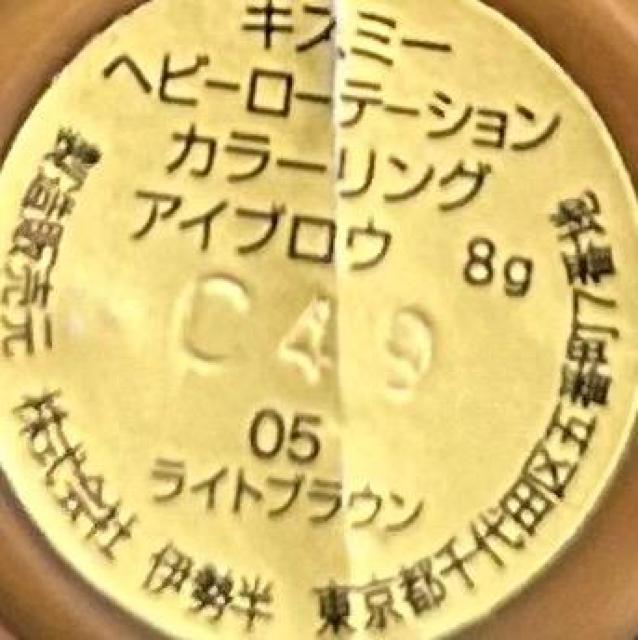 キスミー
ヘビーローテーション
カラーリング
アイブロウ 8g
C49
05
ライトブラウン
製造販売元 株式会社 伊勢半 東京都千代田区五番町7番地